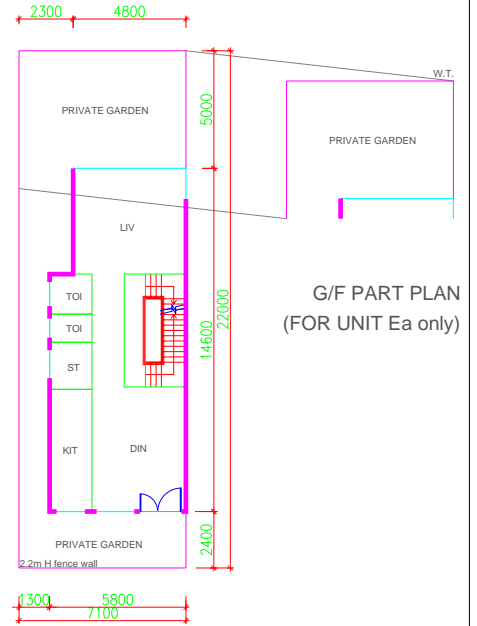 2300
4800
W.T.
PRIVATE GARDEN
5000
PRIVATE GARDEN
LIV
G/F PART PLAN
(FOR UNIT Ea only)
TOI
TOI
ST
14600
22000
KIT
DIN
PRIVATE GARDEN
2400
2.2m H fence wall
1300
5800
7100